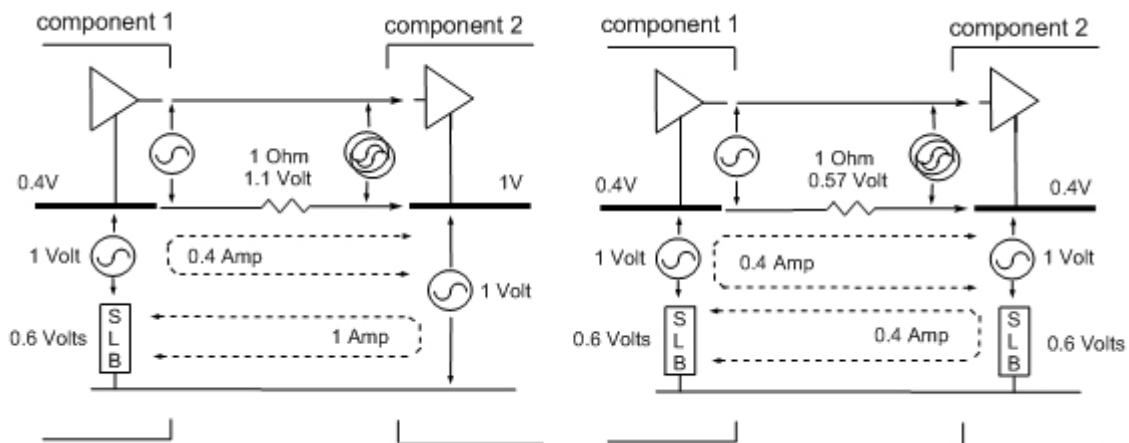 component 1
component 2
1 Ohm
1.1 Volt
0.4V
1V
1 Volt
0.4 Amp
1 Volt
0.6 Volts
S
L
B
1 Amp
component 1
component 2
1 Ohm
0.57 Volt
0.4V
0.4V
1 Volt
0.4 Amp
1 Volt
0.6 Volts
S
L
B
0.4 Amp
S
L
B
0.6 Volts